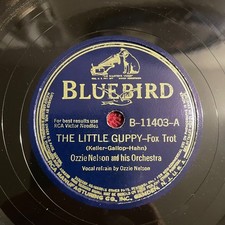 BLUEBIRD
For best results use
RCA Victor Needles
B-11403-A
THE LITTLE GUPPY—Fox Trot
(Keller-Gallop-Hahn)
Ozzie Nelson and his Orchestra
Vocal refrain by Ozzie Nelson